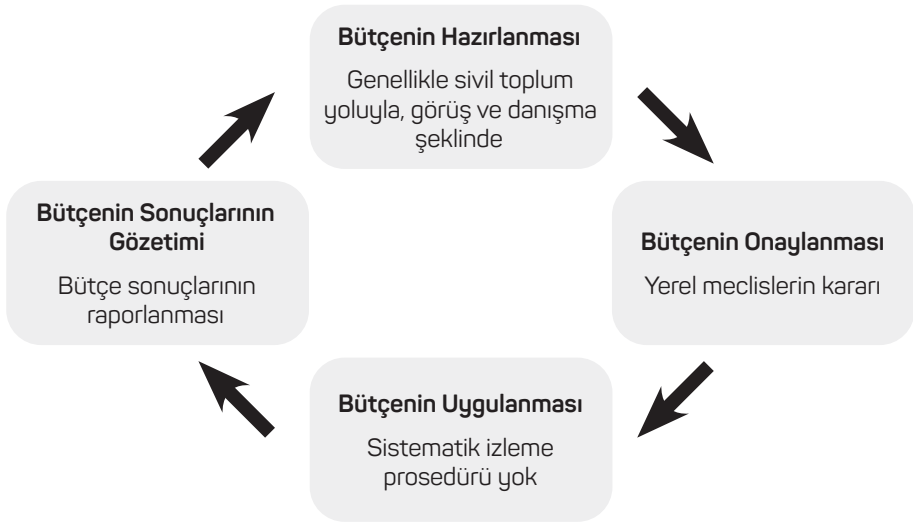 Bütçenin Hazırlanması
Genellikle sivil toplum
yoluyla, görüş ve danışma
şeklinde
Bütçenin Onaylanması
Yerel meclislerin kararı
Bütçenin Uygulanması
Sistematik izleme
prosedürü yok
Bütçenin Sonuçlarının
Gözetimi
Bütçe sonuçlarının
raporlanması